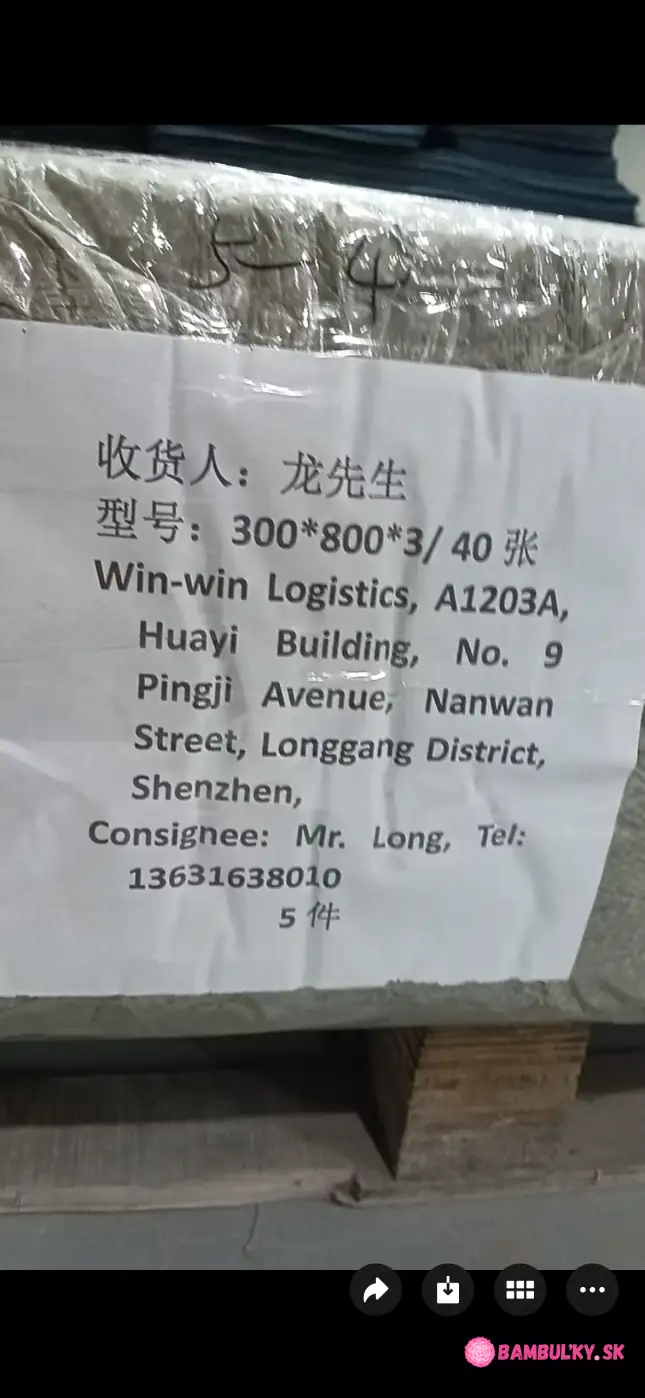 5-4
收货人：龙先生
型号：300*800*3/ 40 张
Win-win Logistics, A1203A,
Huayi Building, No. 9
Pingji Avenue, Nanwan
Street, Longgang District,
Shenzhen,
Consignee: Mr. Long, Tel:
13631638010
5 件
BAMBUĽKY.SK